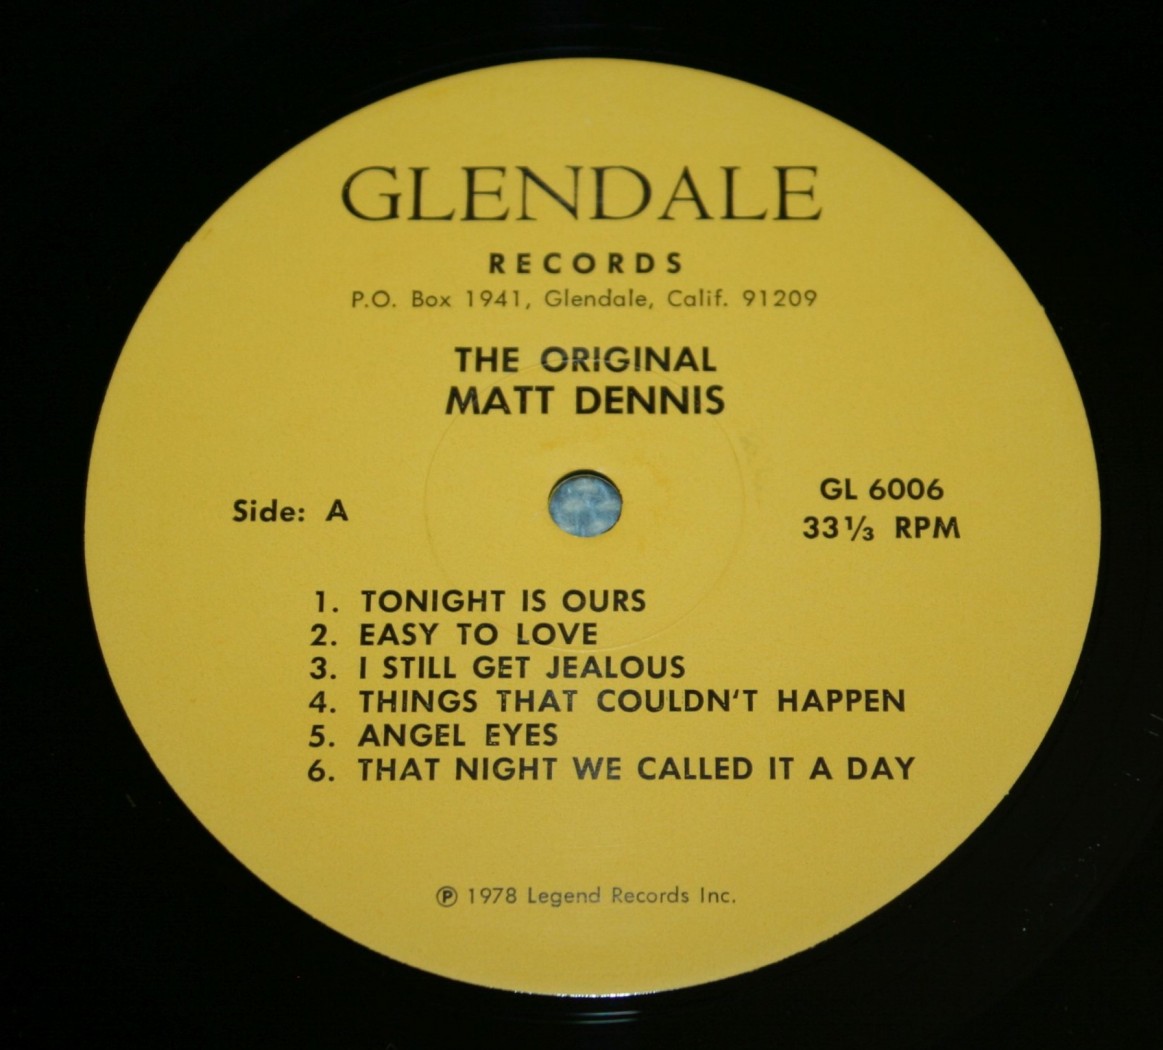 GLENDALE
RECORDS
P.O. Box 1941, Glendale, Calif. 91209
THE ORIGINAL
MATT DENNIS
Side: A
GL 6006
33⅓ RPM
1. TONIGHT IS OURS
2. EASY TO LOVE
3. I STILL GET JEALOUS
4. THINGS THAT COULDN'T HAPPEN
5. ANGEL EYES
6. THAT NIGHT WE CALLED IT A DAY
℗ 1978 Legend Records Inc.